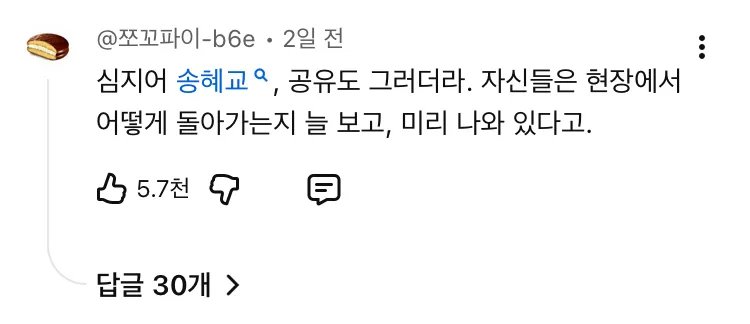 @쪼꼬파이-b6e · 2일 전
심지어 송혜교, 공유도 그러더라. 자신들은 현장에서
어떻게 돌아가는지 늘 보고, 미리 나와 있다고.
5.7천
답글 30개